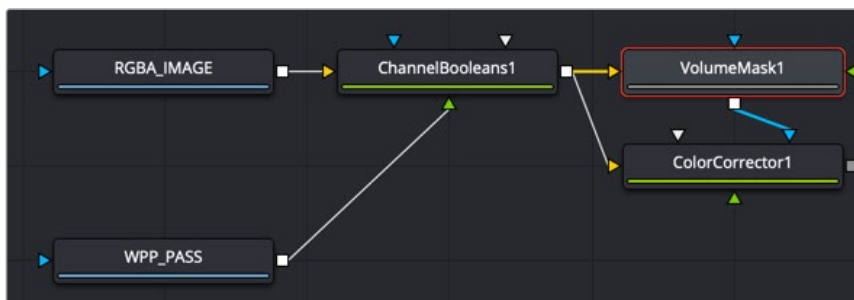 RGBA_IMAGE
ChannelBooleans1
VolumeMask1
ColorCorrector1
WPP_PASS